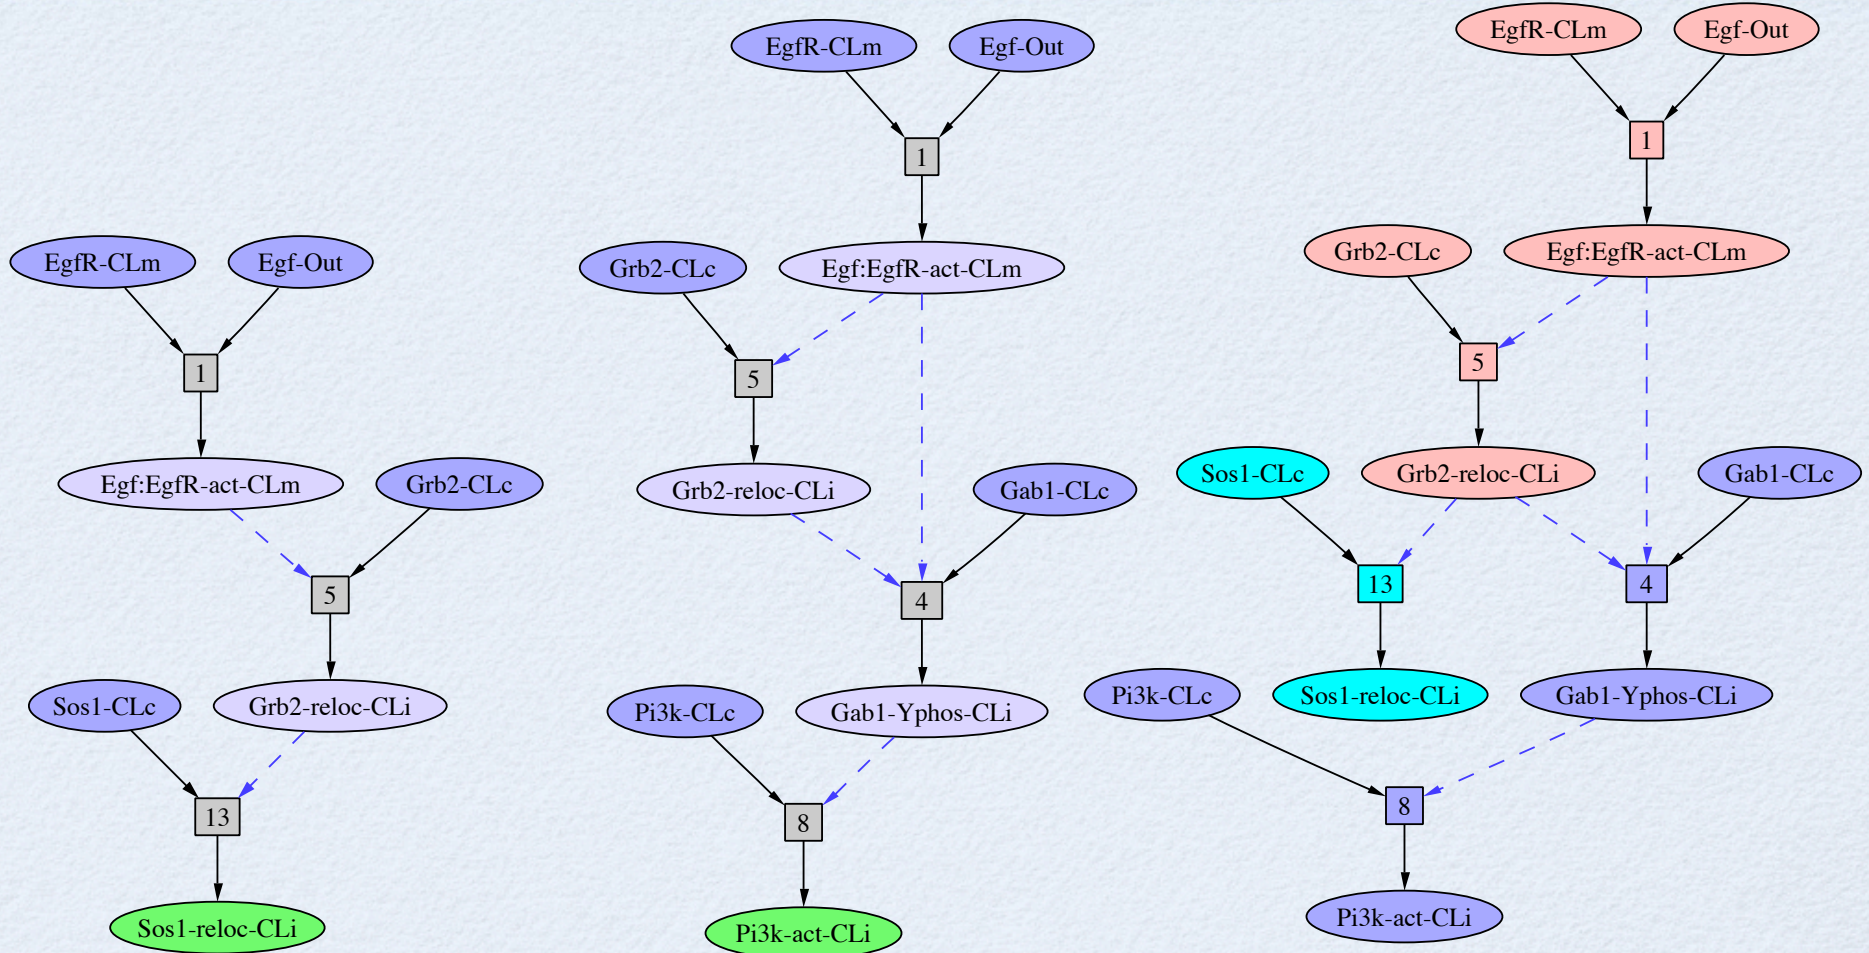 EgfR-CLm
Egf-Out
1
Egf:EgfR-act-CLm
Grb2-CLc
5
Sos1-CLc
Grb2-reloc-CLi
13
Sos1-reloc-CLi
EgfR-CLm
Egf-Out
1
Grb2-CLc
Egf:EgfR-act-CLm
5
Grb2-reloc-CLi
Gab1-CLc
4
Pi3k-CLc
Gab1-Yphos-CLi
8
Pi3k-act-CLi
EgfR-CLm
Egf-Out
1
Grb2-CLc
Egf:EgfR-act-CLm
5
Sos1-CLc
Grb2-reloc-CLi
Gab1-CLc
13
4
Pi3k-CLc
Sos1-reloc-CLi
Gab1-Yphos-CLi
8
Pi3k-act-CLi